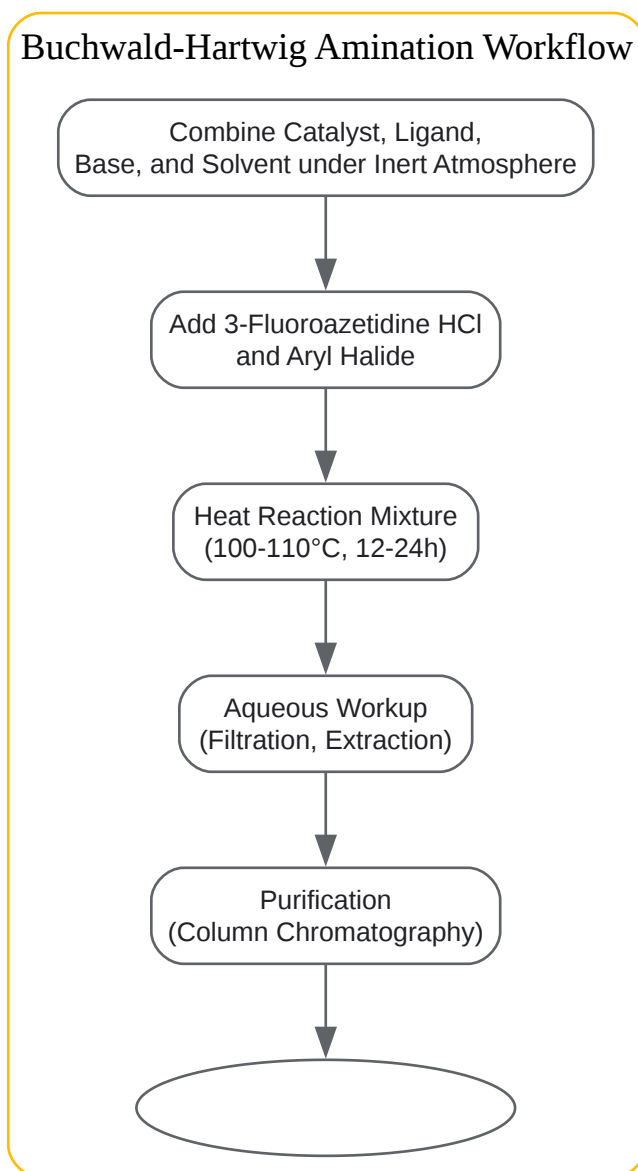 Buchwald-Hartwig Amination Workflow
Combine Catalyst, Ligand,
Base, and Solvent under Inert Atmosphere
Add 3-Fluoroazetidine HCl
and Aryl Halide
Heat Reaction Mixture
(100-110°C, 12-24h)
Aqueous Workup
(Filtration, Extraction)
Purification
(Column Chromatography)